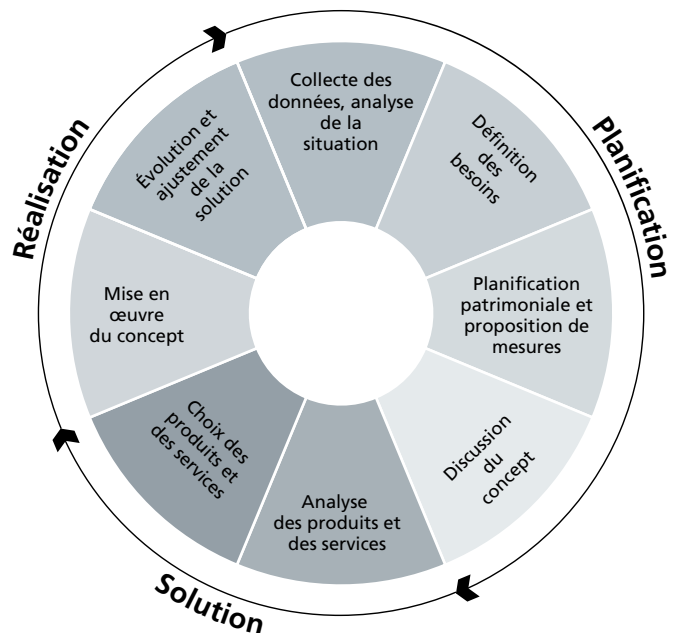 Collecte des
données, analyse
de la
situation
Définition
des
besoins
Planification
patrimoniale et
proposition de
mesures
Discussion
du
concept
Analyse
des produits et
des services
Choix des
produits et
des services
Mise en
œuvre
du concept
Évolution et
ajustement
de la
solution
Planification
Solution
Réalisation